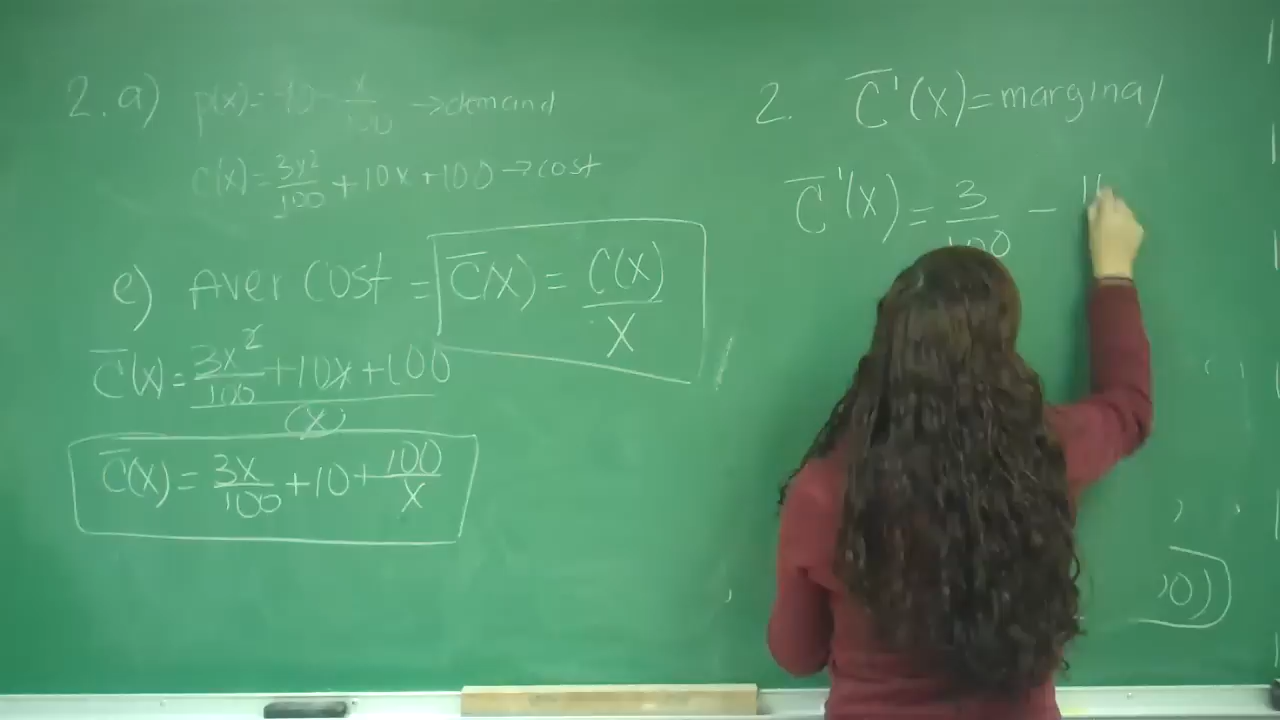 2. a) p(x) = 90 - x/100 → demand
C(x) = 3x²/100 + 10x + 100 → cost
e) Aver Cost = C̅(x) = C(x)/x
C̅(x) = (3x²/100 + 10x + 100)/(x)
C̅(x) = 3x/100 + 10 + 100/x
2. C̅'(x) = marginal
C̅'(x) = 3/100 -